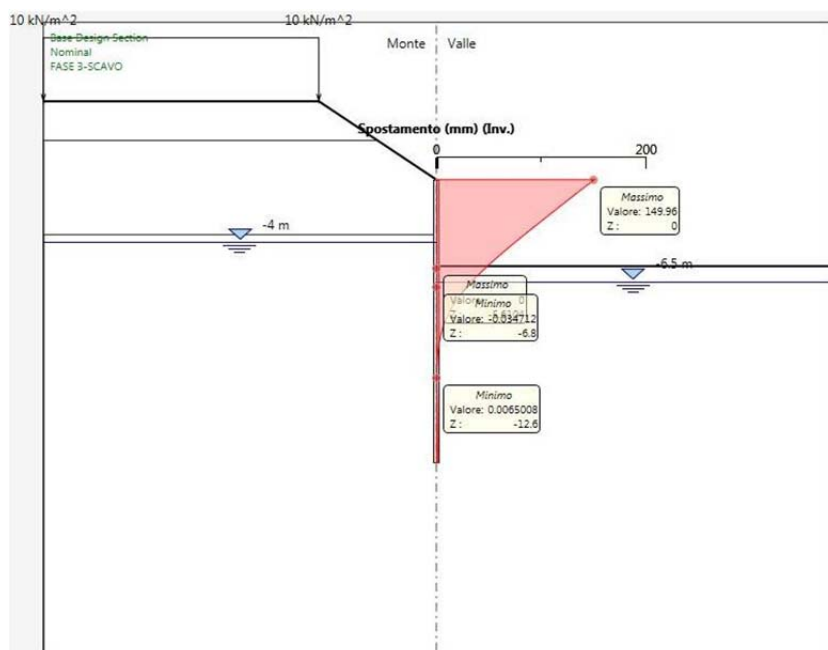 10 kN/m^2
10 kN/m^2
Base Design Section
Nominal
FASE 3-SCAVO
Monte
Valle
Spostamento (mm) (Inv.)
0
200
Massimo
Valore: 149.96
Z : 0
-4 m
-6.5 m
Massimo
Valore: 0
Z :
Minimo
Valore: -0.034712
Z : -6.8
Minimo
Valore: 0.0065008
Z : -12.6